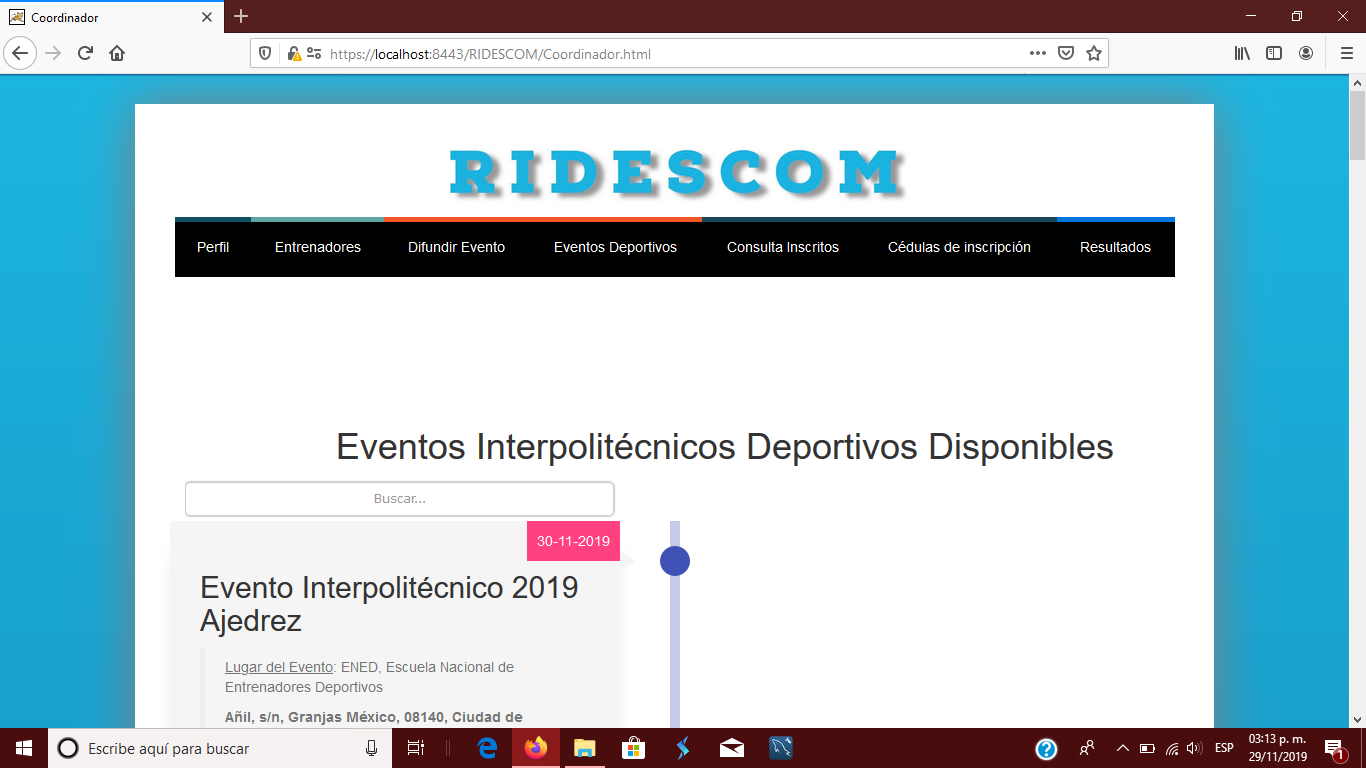 Coordinador
https://localhost:8443/RIDESCOM/Coordinador.html
RIDESCOM
Perfil Entrenadores Difundir Evento Eventos Deportivos Consulta Inscritos Cédulas de inscripción Resultados
Eventos Interpolitécnicos Deportivos Disponibles
Buscar...
30-11-2019
Evento Interpolitécnico 2019
Ajedrez
Lugar del Evento: ENED, Escuela Nacional de
Entrenadores Deportivos
Añil, s/n, Granjas México, 08140, Ciudad de
Escribe aquí para buscar
ESP
03:13 p. m.
29/11/2019
1